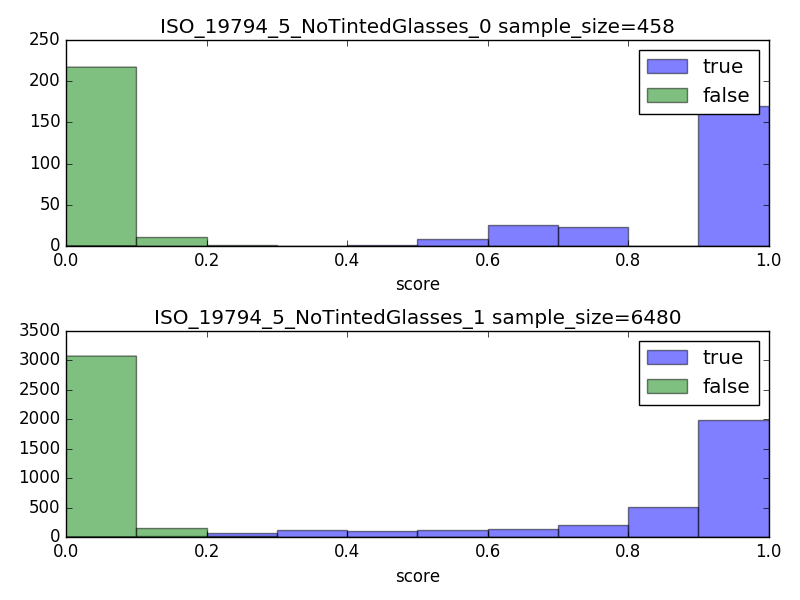 ISO_19794_5_NoTintedGlasses_0 sample_size=458
250
200
150
100
50
0
true
false
0.0 0.2 0.4 0.6 0.8 1.0
score
ISO_19794_5_NoTintedGlasses_1 sample_size=6480
3500
3000
2500
2000
1500
1000
500
0
true
false
0.0 0.2 0.4 0.6 0.8 1.0
score